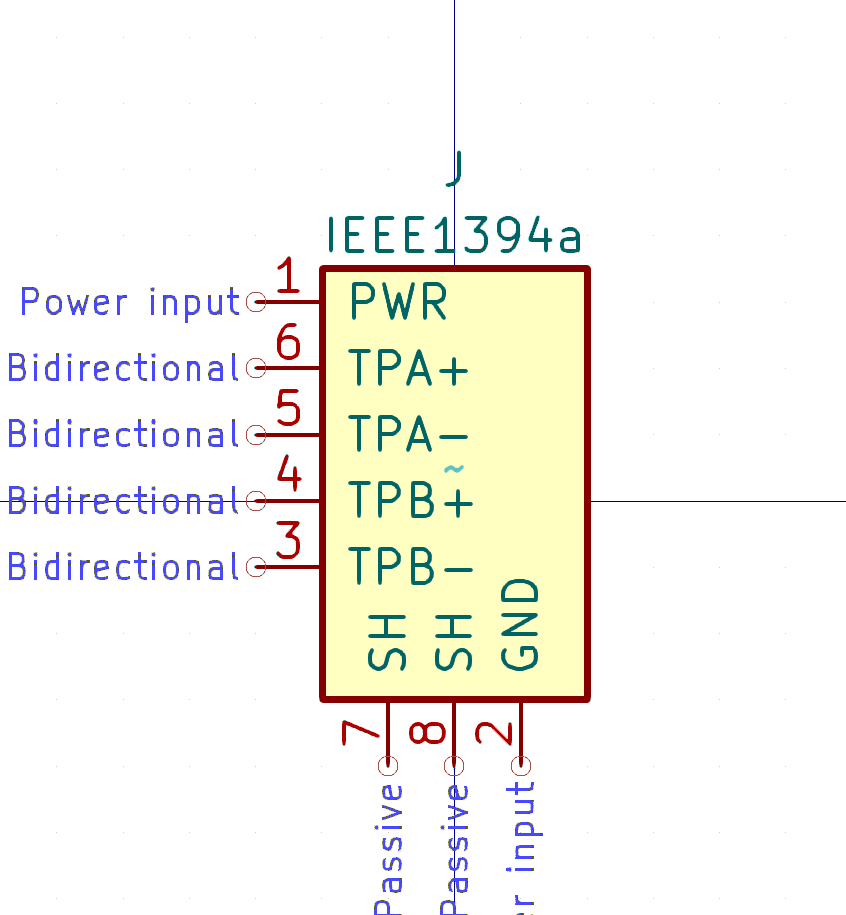 J
IEEE1394a
Power input 1 PWR
Bidirectional 6 TPA+
Bidirectional 5 TPA-
~
Bidirectional 4 TPB+
Bidirectional 3 TPB-
SH SH GND
7 8 2
Passive Passive er input